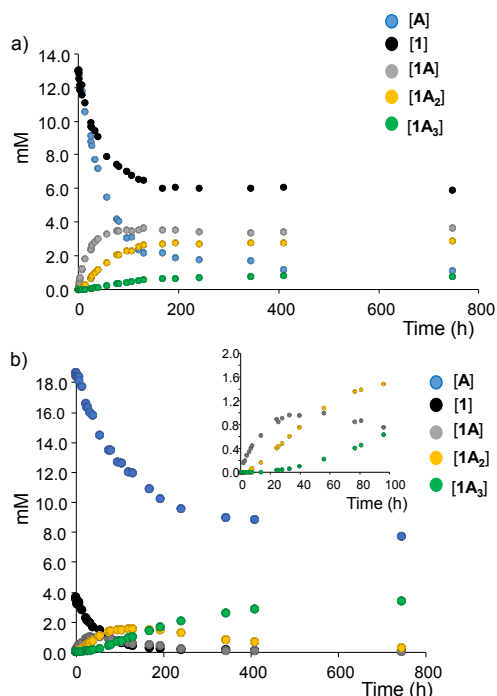 a)
[A]
[1]
[1A]
[1A₂]
[1A₃]
14.0
12.0
10.0
8.0
6.0
4.0
2.0
0.0
mM
0 200 400 600 800
Time (h)
b)
[A]
[1]
[1A]
[1A₂]
[1A₃]
18.0
16.0
14.0
12.0
10.0
8.0
6.0
4.0
2.0
0.0
mM
2.0
1.6
1.2
0.8
0.4
0.0
0 20 40 60 80 100
Time (h)
0 200 400 600 800
Time (h)